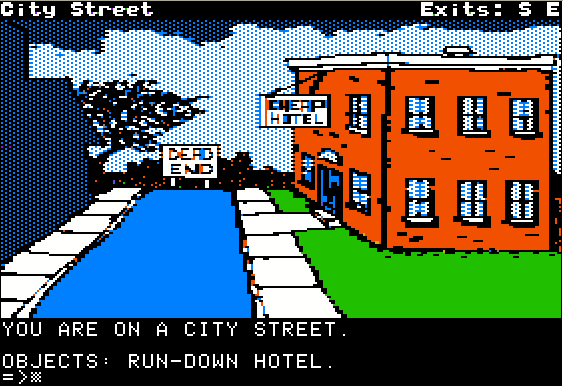 City Street Exits: S E
CHEAP
HOTEL
DEAD
END
YOU ARE ON A CITY STREET.
OBJECTS: RUN-DOWN HOTEL.
=>